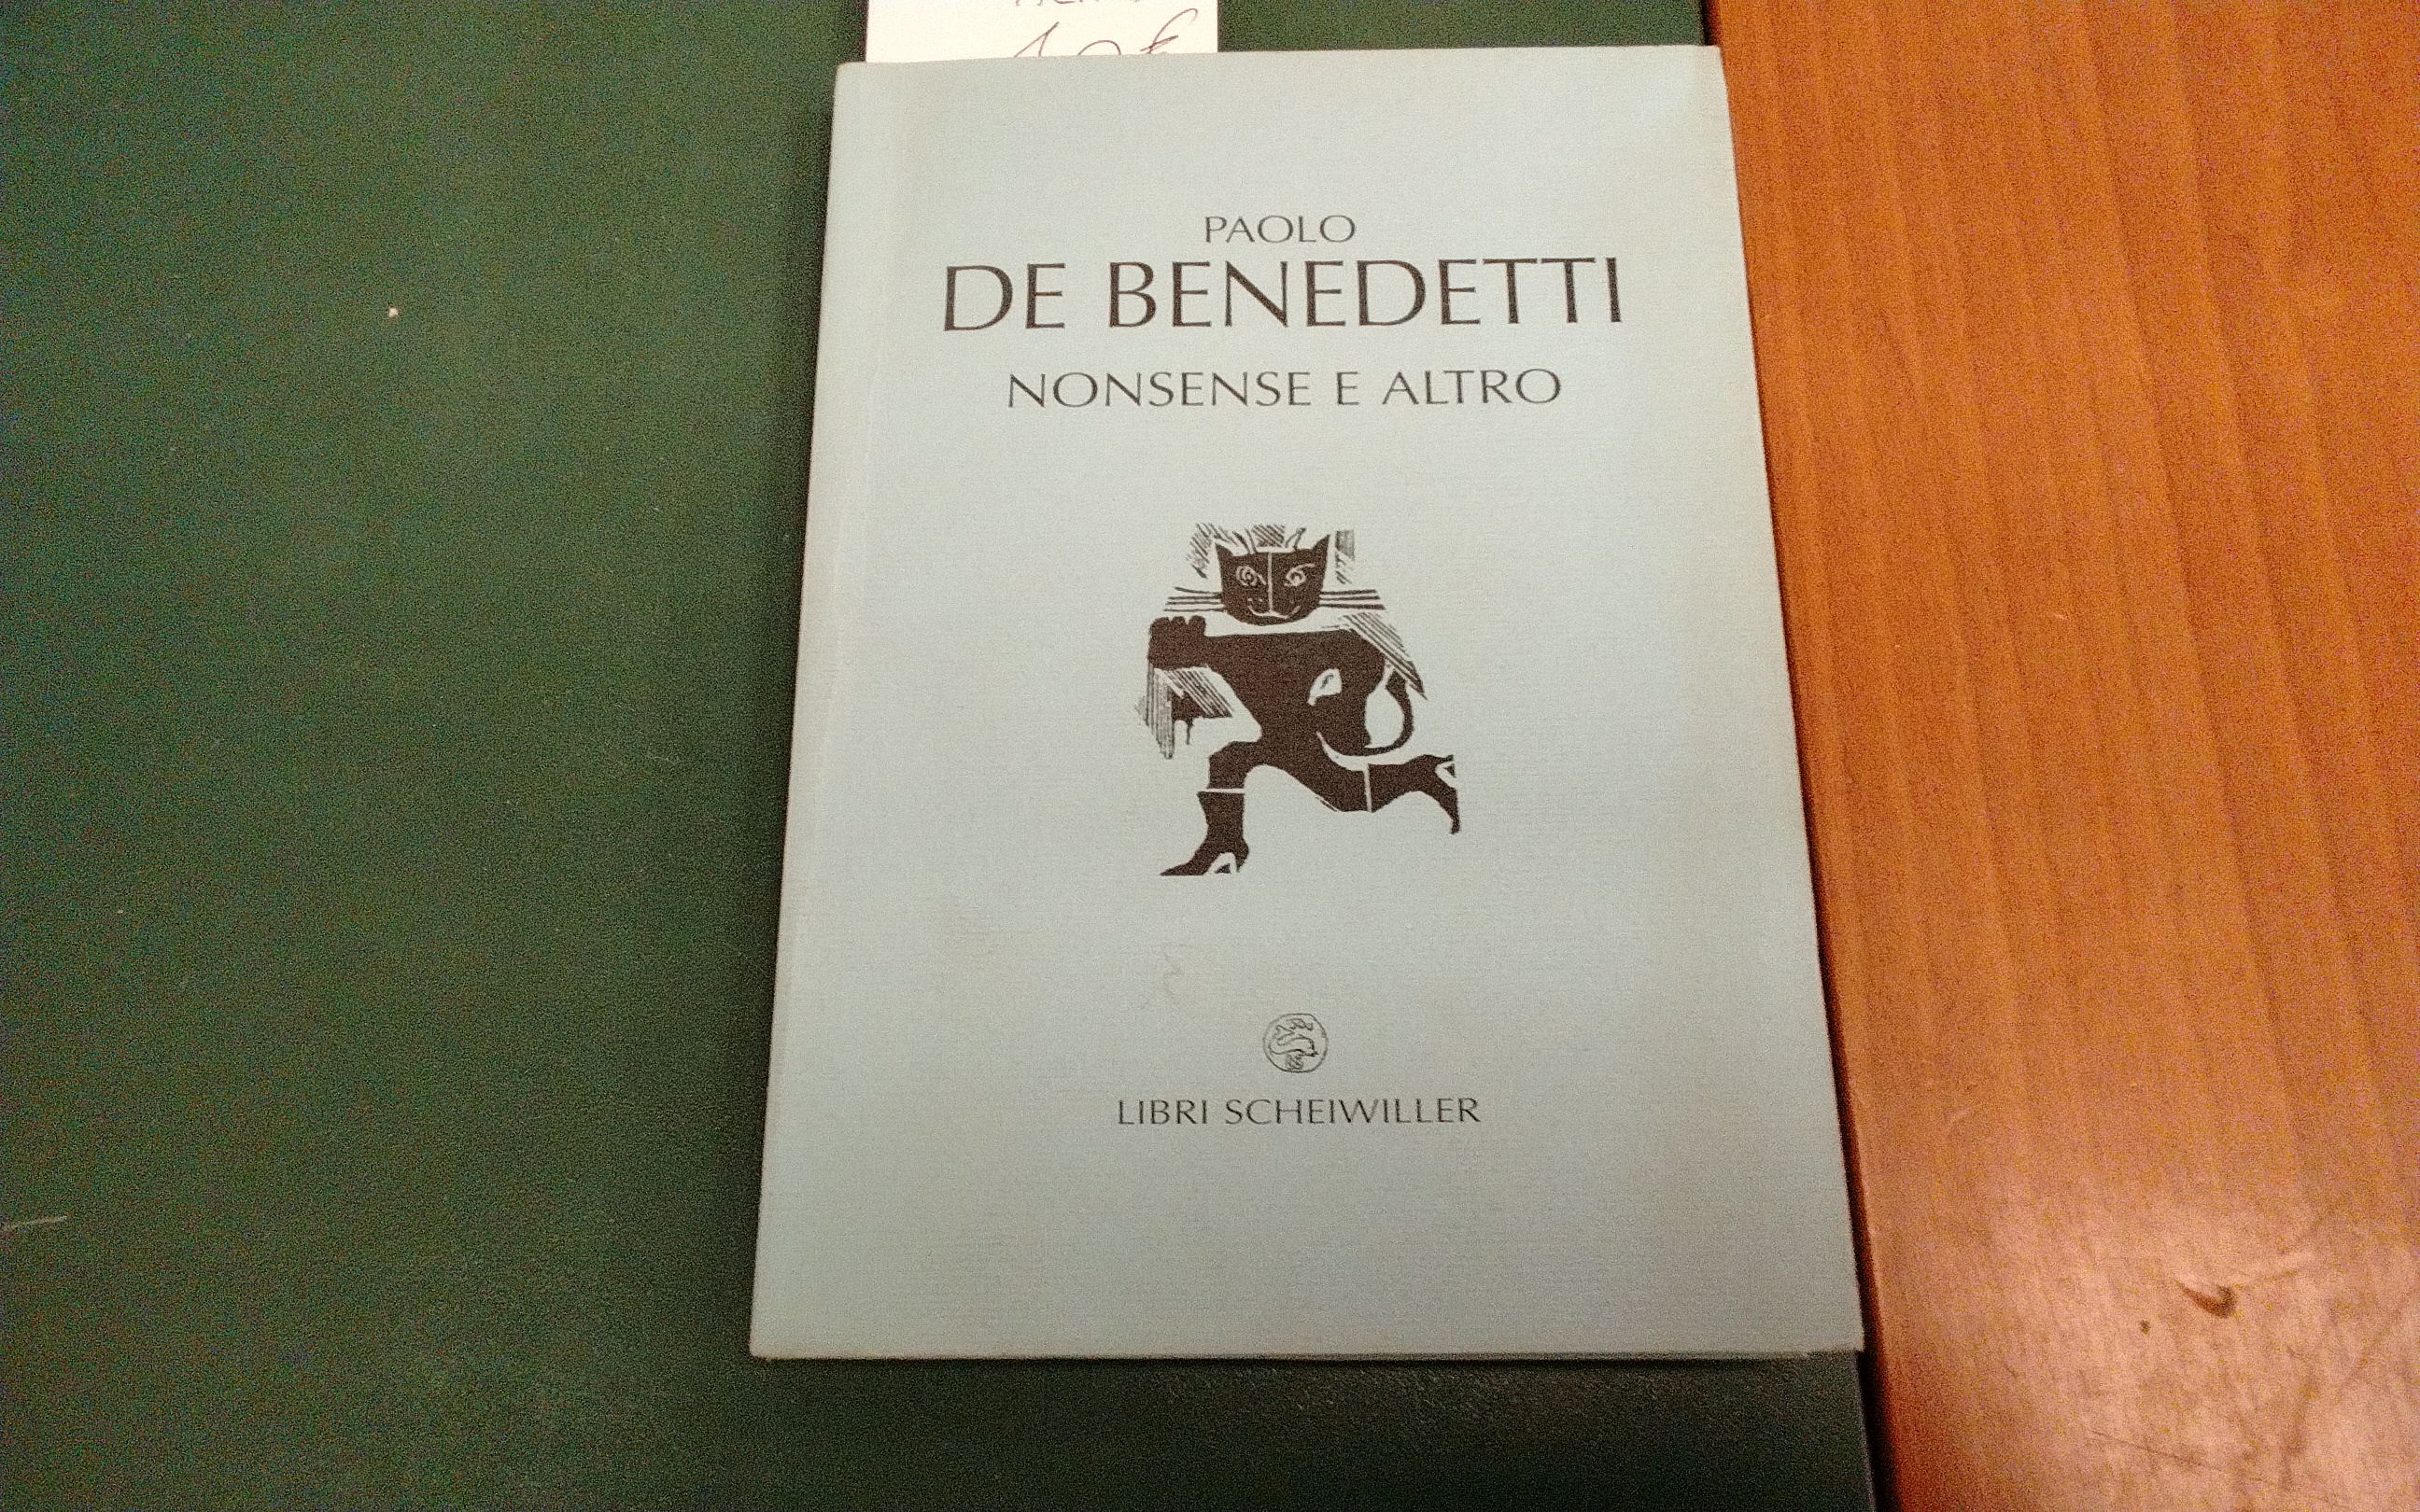 PAOLO
DE BENEDETTI
NONSENSE E ALTRO
LIBRI SCHEIWILLER